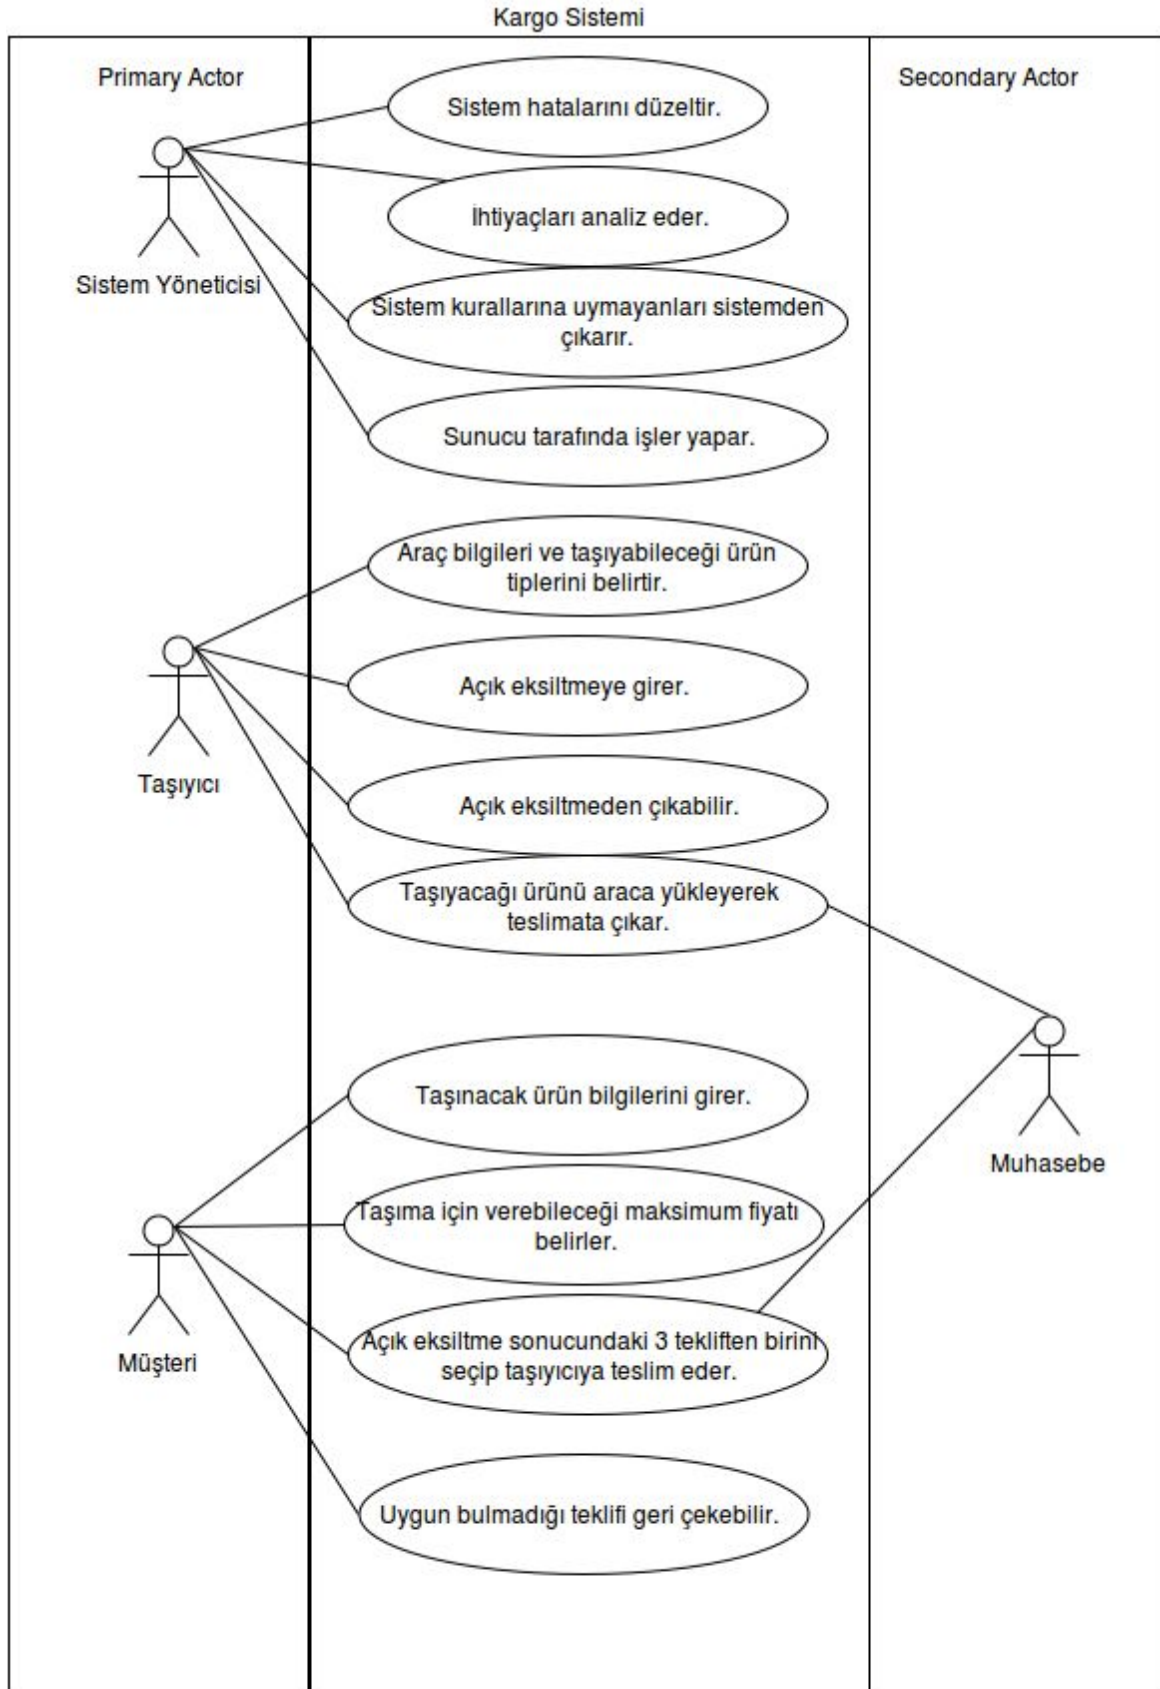 Kargo Sistemi
Primary Actor
Secondary Actor
Sistem hatalarını düzeltir.
İhtiyaçları analiz eder.
Sistem Yöneticisi
Sistem kurallarına uymayanları sistemden
çıkarır.
Sunucu tarafında işler yapar.
Araç bilgileri ve taşıyabileceği ürün
tiplerini belirtir.
Açık eksiltmeye girer.
Taşıyıcı
Açık eksiltmeden çıkabilir.
Taşıyacağı ürünü araca yükleyerek
teslimata çıkar.
Taşınacak ürün bilgilerini girer.
Muhasebe
Taşıma için verebileceği maksimum fiyatı
belirler.
Müşteri
Açık eksiltme sonucundaki 3 tekliften birini
seçip taşıyıcıya teslim eder.
Uygun bulmadığı teklifi geri çekebilir.